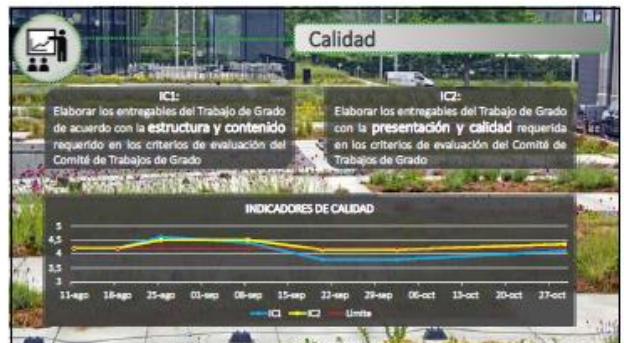 Calidad
IC1:
Elaborar los entregables del Trabajo de Grado
de acuerdo con la estructura y contenido
requerido en los criterios de evaluación del
Comité de Trabajos de Grado
IC2:
Elaborar los entregables del Trabajo de Grado
con la presentación y calidad requerida
en los criterios de evaluación del Comité de
Trabajos de Grado
INDICADORES DE CALIDAD
5
4,5
4
3,5
3
11-ago 18-ago 25-ago 01-sep 08-sep 15-sep 22-sep 29-sep 06-oct 13-oct 20-oct 27-oct
IC1 IC2 Limite